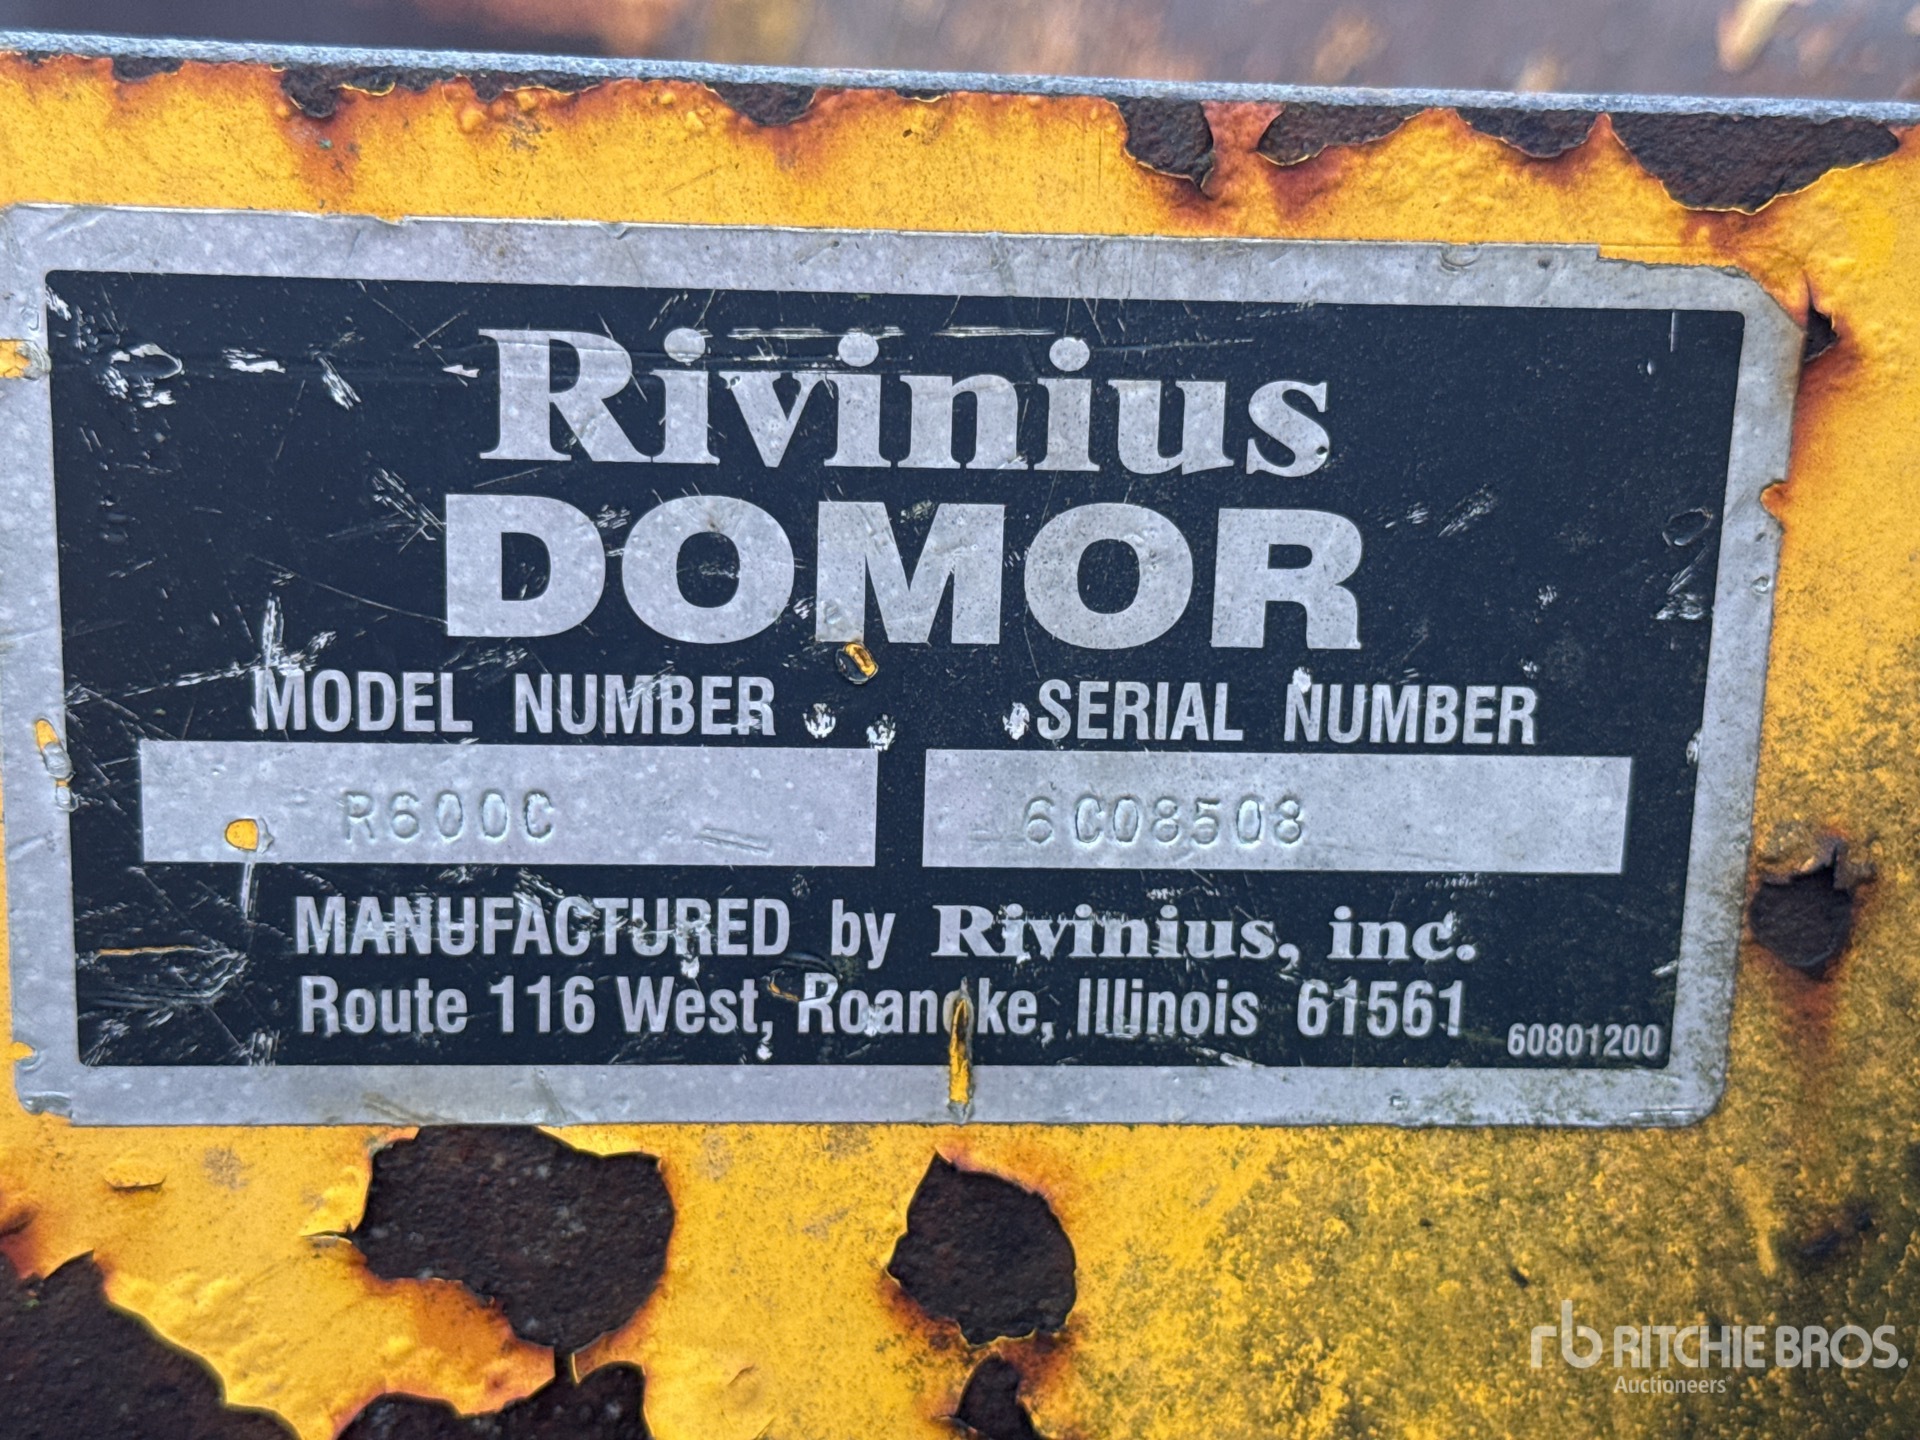 Rivinius
DOMOR
MODEL NUMBER SERIAL NUMBER
R600C 6C08508
MANUFACTURED by Rivinius, inc.
Route 116 West, Roanoke, Illinois 61561
60801200
rb RITCHIE BROS.
Auctioneers